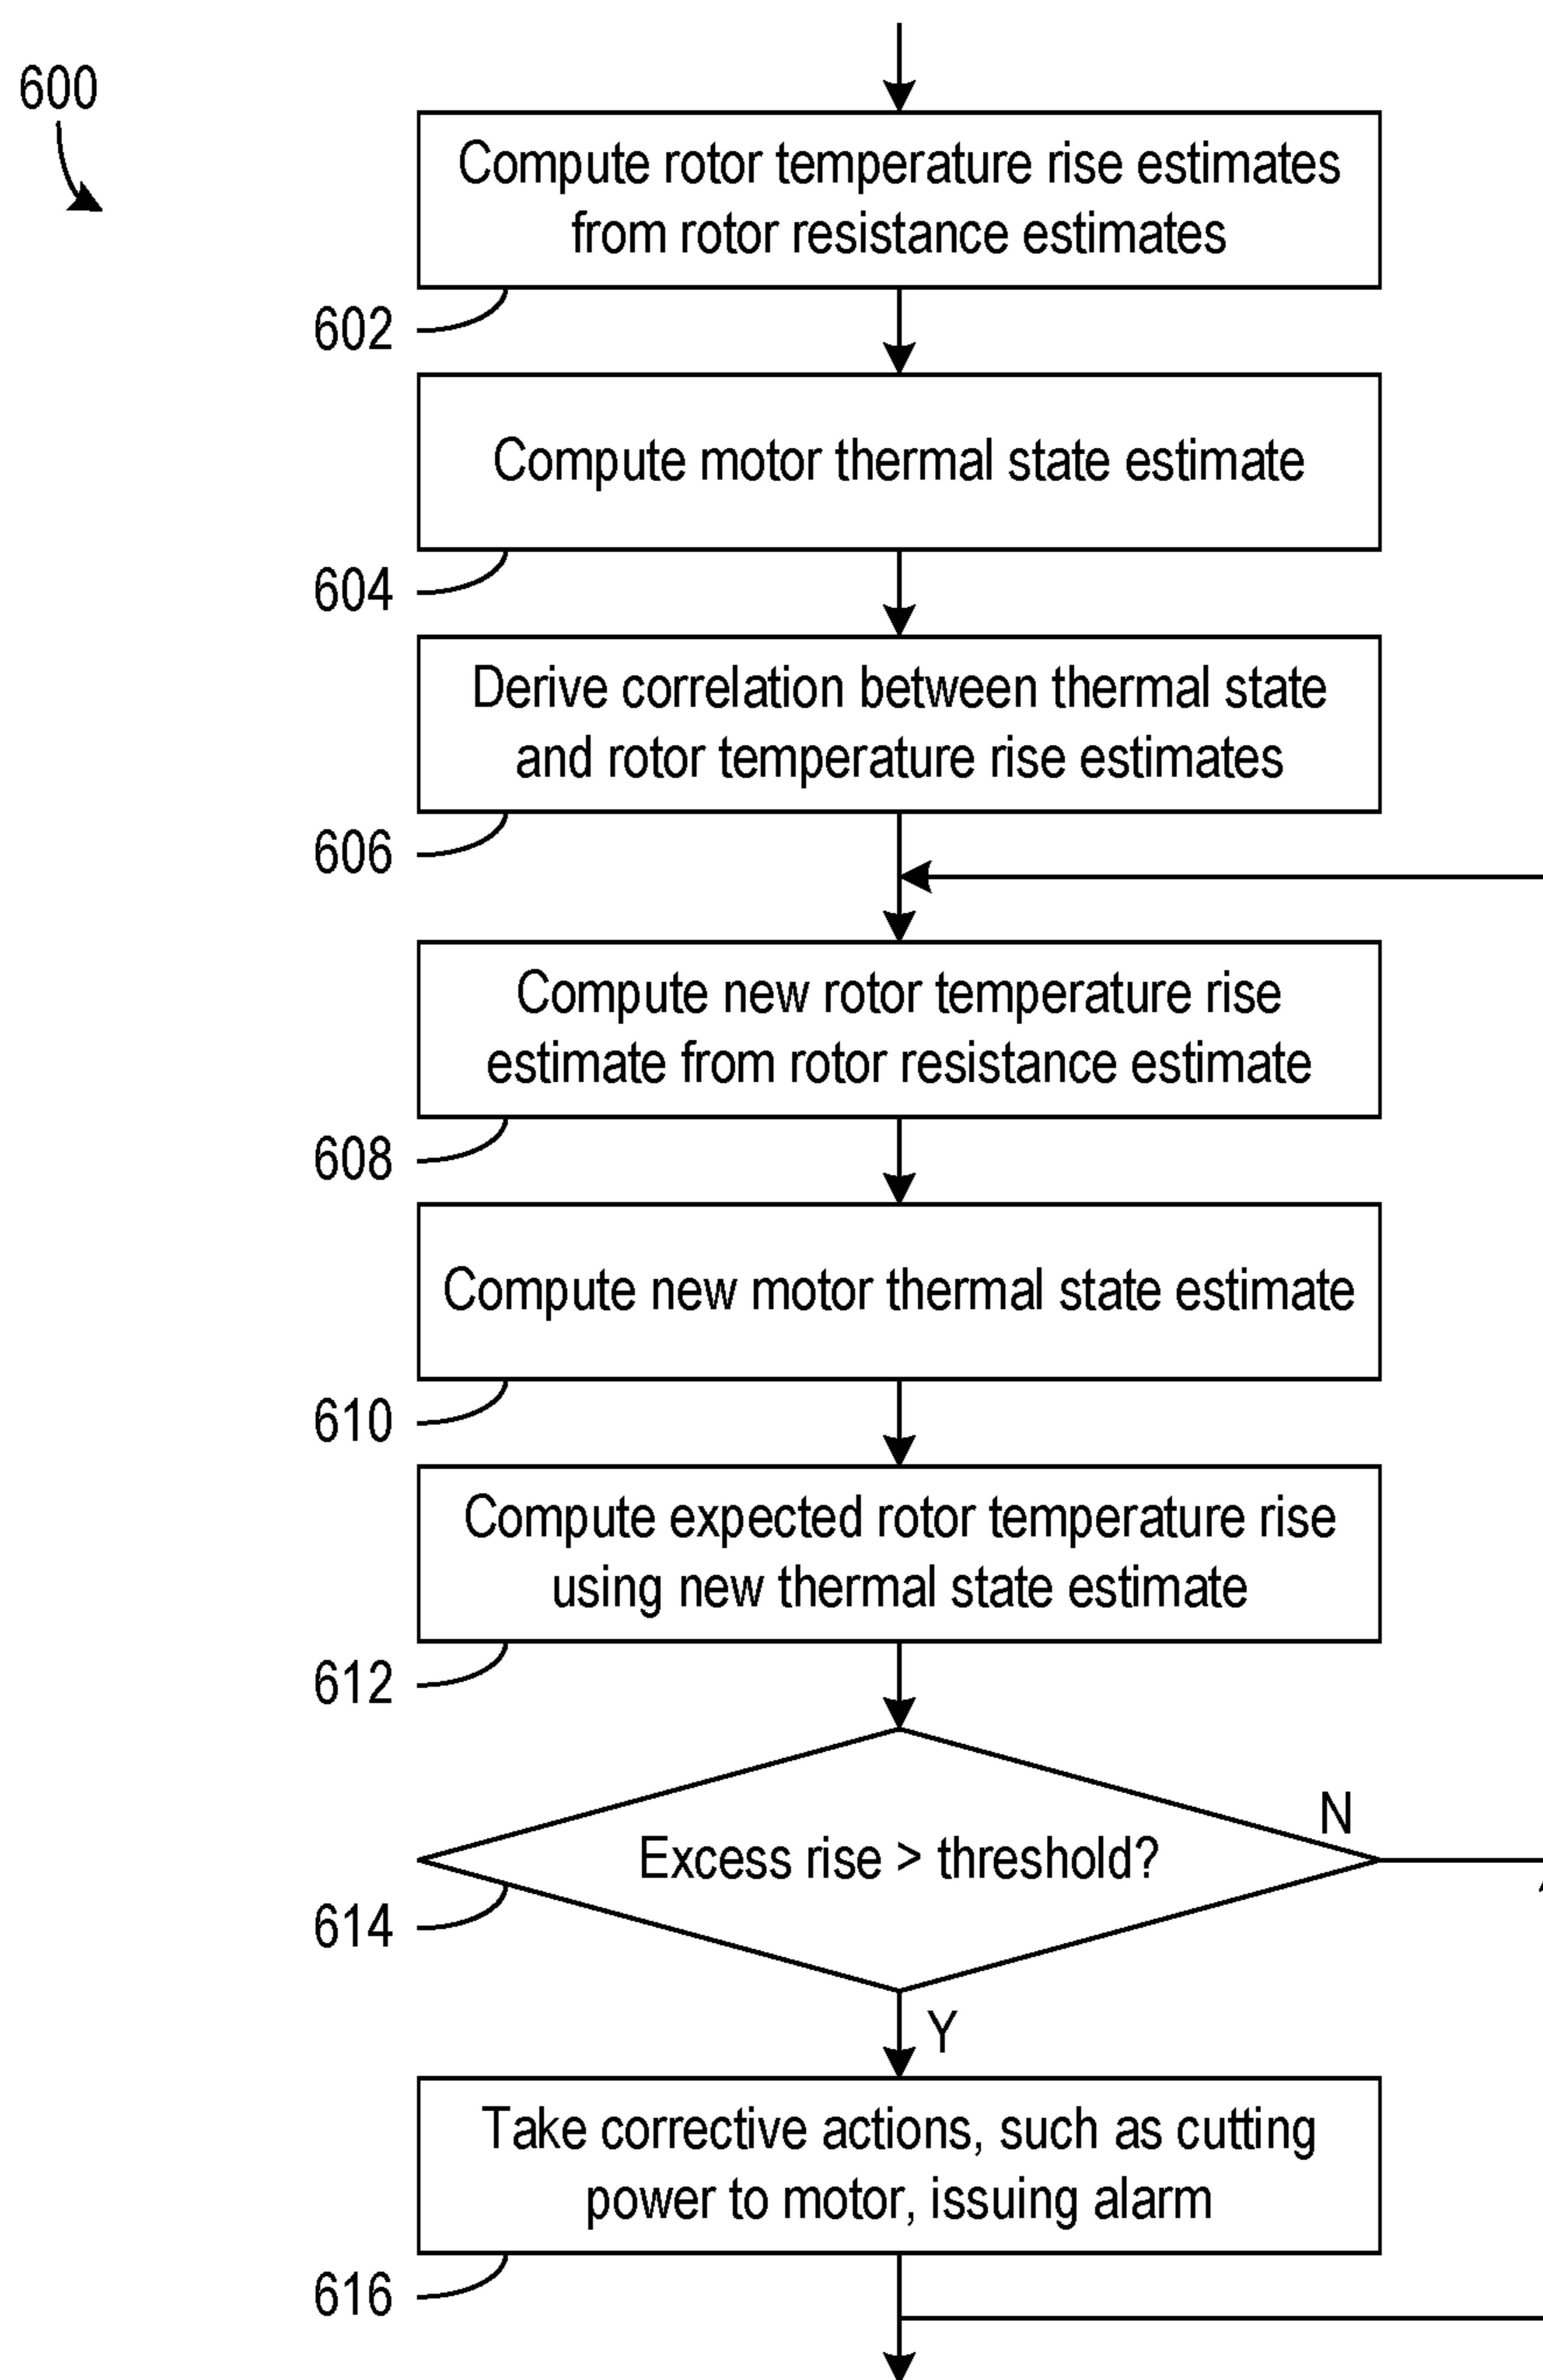 600
Compute rotor temperature rise estimates
from rotor resistance estimates
602
Compute motor thermal state estimate
604
Derive correlation between thermal state
and rotor temperature rise estimates
606
Compute new rotor temperature rise
estimate from rotor resistance estimate
608
Compute new motor thermal state estimate
610
Compute expected rotor temperature rise
using new thermal state estimate
612
N
Excess rise > threshold?
614
Y
Take corrective actions, such as cutting
power to motor, issuing alarm
616